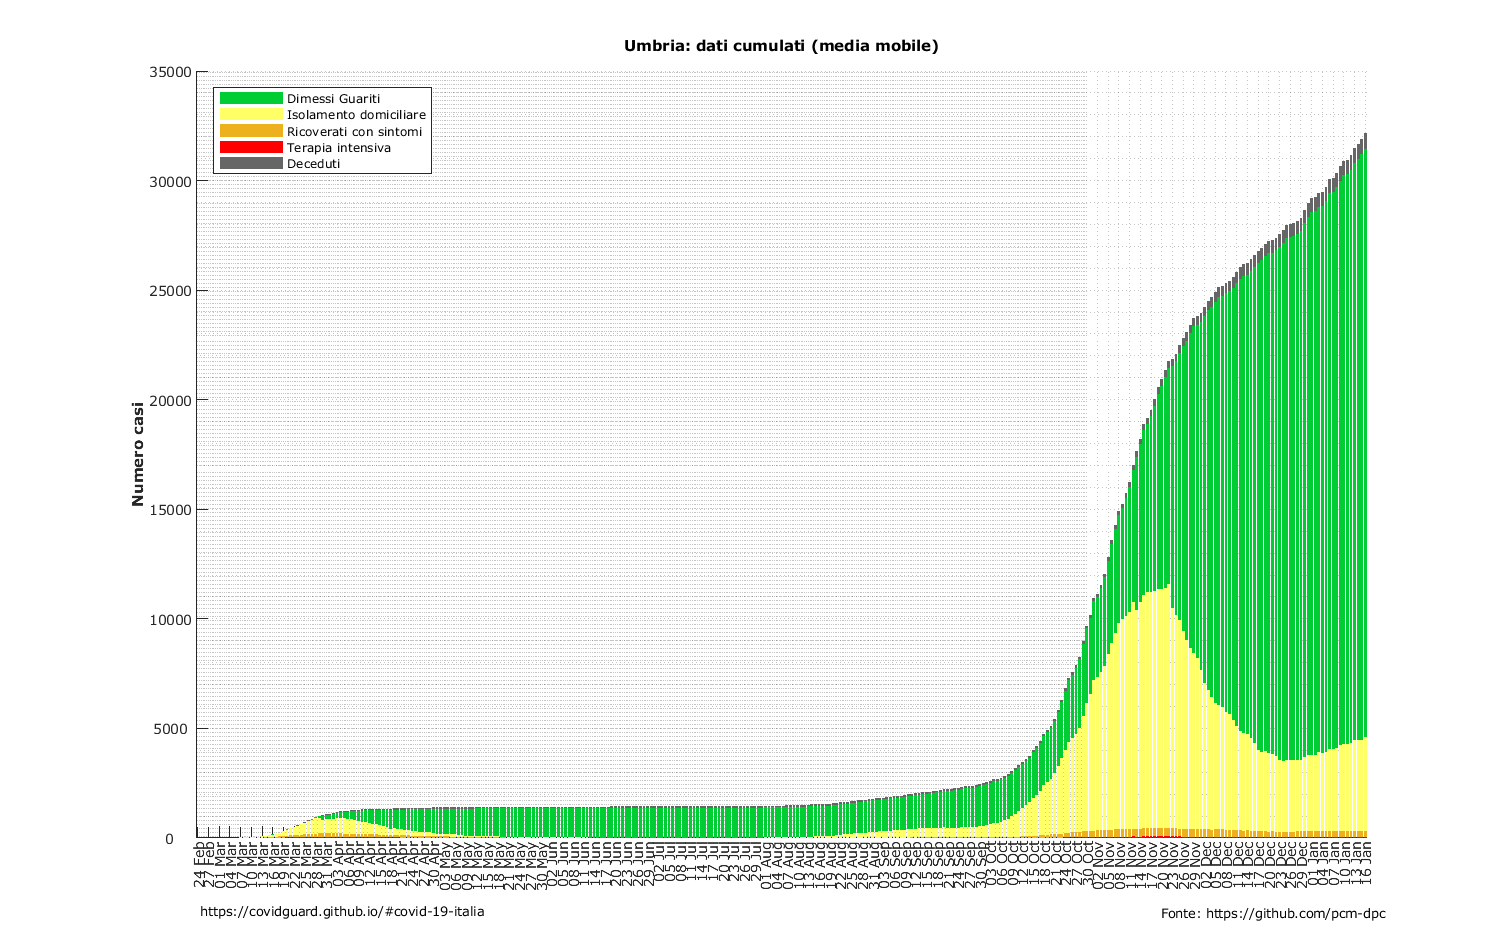 Umbria: dati cumulati (media mobile)
35000
30000
25000
20000
15000
10000
5000
0
Numero casi
Dimessi Guariti
Isolamento domiciliare
Ricoverati con sintomi
Terapia intensiva
Deceduti
24 Feb
27 Feb
01 Mar
04 Mar
07 Mar
10 Mar
13 Mar
16 Mar
19 Mar
22 Mar
25 Mar
28 Mar
31 Mar
03 Apr
06 Apr
09 Apr
12 Apr
15 Apr
18 Apr
21 Apr
24 Apr
27 Apr
30 Apr
03 May
06 May
09 May
12 May
15 May
18 May
21 May
24 May
27 May
30 May
02 Jun
05 Jun
08 Jun
11 Jun
14 Jun
17 Jun
20 Jun
23 Jun
26 Jun
29 Jun
02 Jul
05 Jul
08 Jul
11 Jul
14 Jul
17 Jul
20 Jul
23 Jul
26 Jul
29 Jul
01 Aug
04 Aug
07 Aug
10 Aug
13 Aug
16 Aug
19 Aug
22 Aug
25 Aug
28 Aug
31 Aug
03 Sep
06 Sep
09 Sep
12 Sep
15 Sep
18 Sep
21 Sep
24 Sep
27 Sep
30 Sep
03 Oct
06 Oct
09 Oct
12 Oct
15 Oct
18 Oct
21 Oct
24 Oct
27 Oct
30 Oct
02 Nov
05 Nov
08 Nov
11 Nov
14 Nov
17 Nov
20 Nov
23 Nov
26 Nov
29 Nov
02 Dec
05 Dec
08 Dec
11 Dec
14 Dec
17 Dec
20 Dec
23 Dec
26 Dec
29 Dec
01 Jan
04 Jan
07 Jan
10 Jan
13 Jan
16 Jan
https://covidguard.github.io/#covid-19-italia
Fonte: https://github.com/pcm-dpc